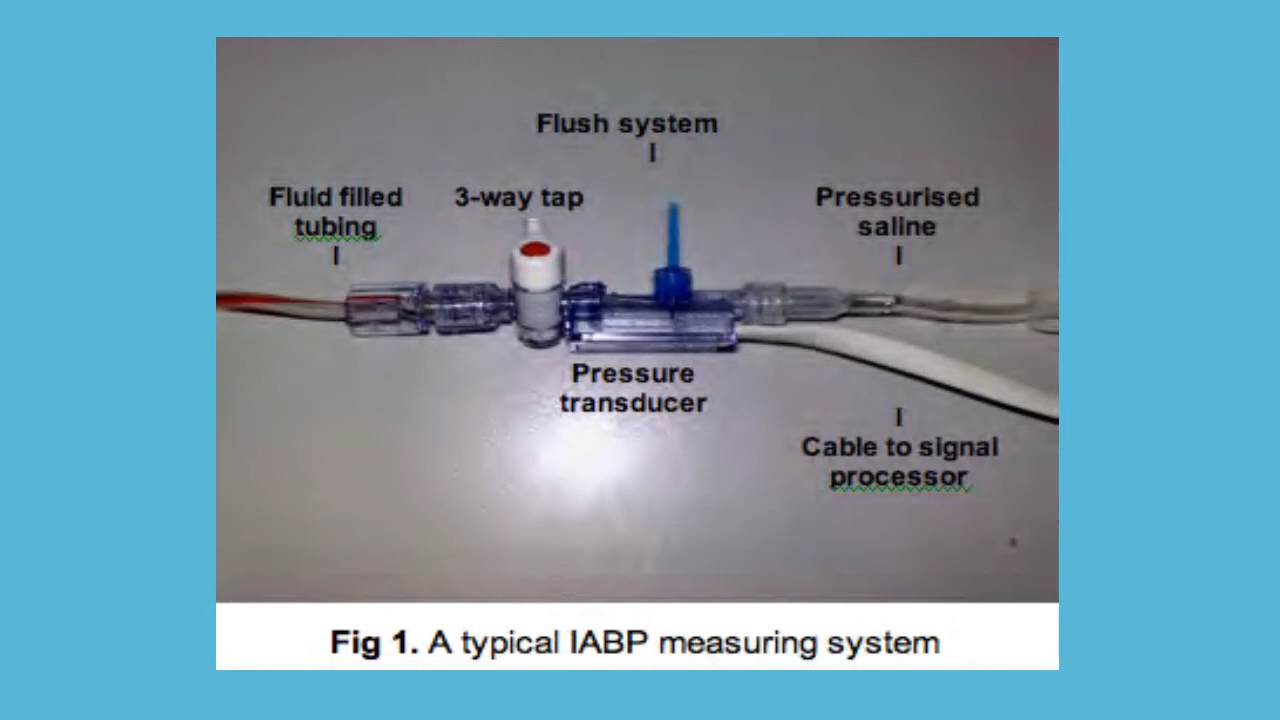 Flush system
Fluid filled
tubing
3-way tap
Pressurised
saline
Pressure
transducer
Cable to signal
processor
Fig 1. A typical IABP measuring system